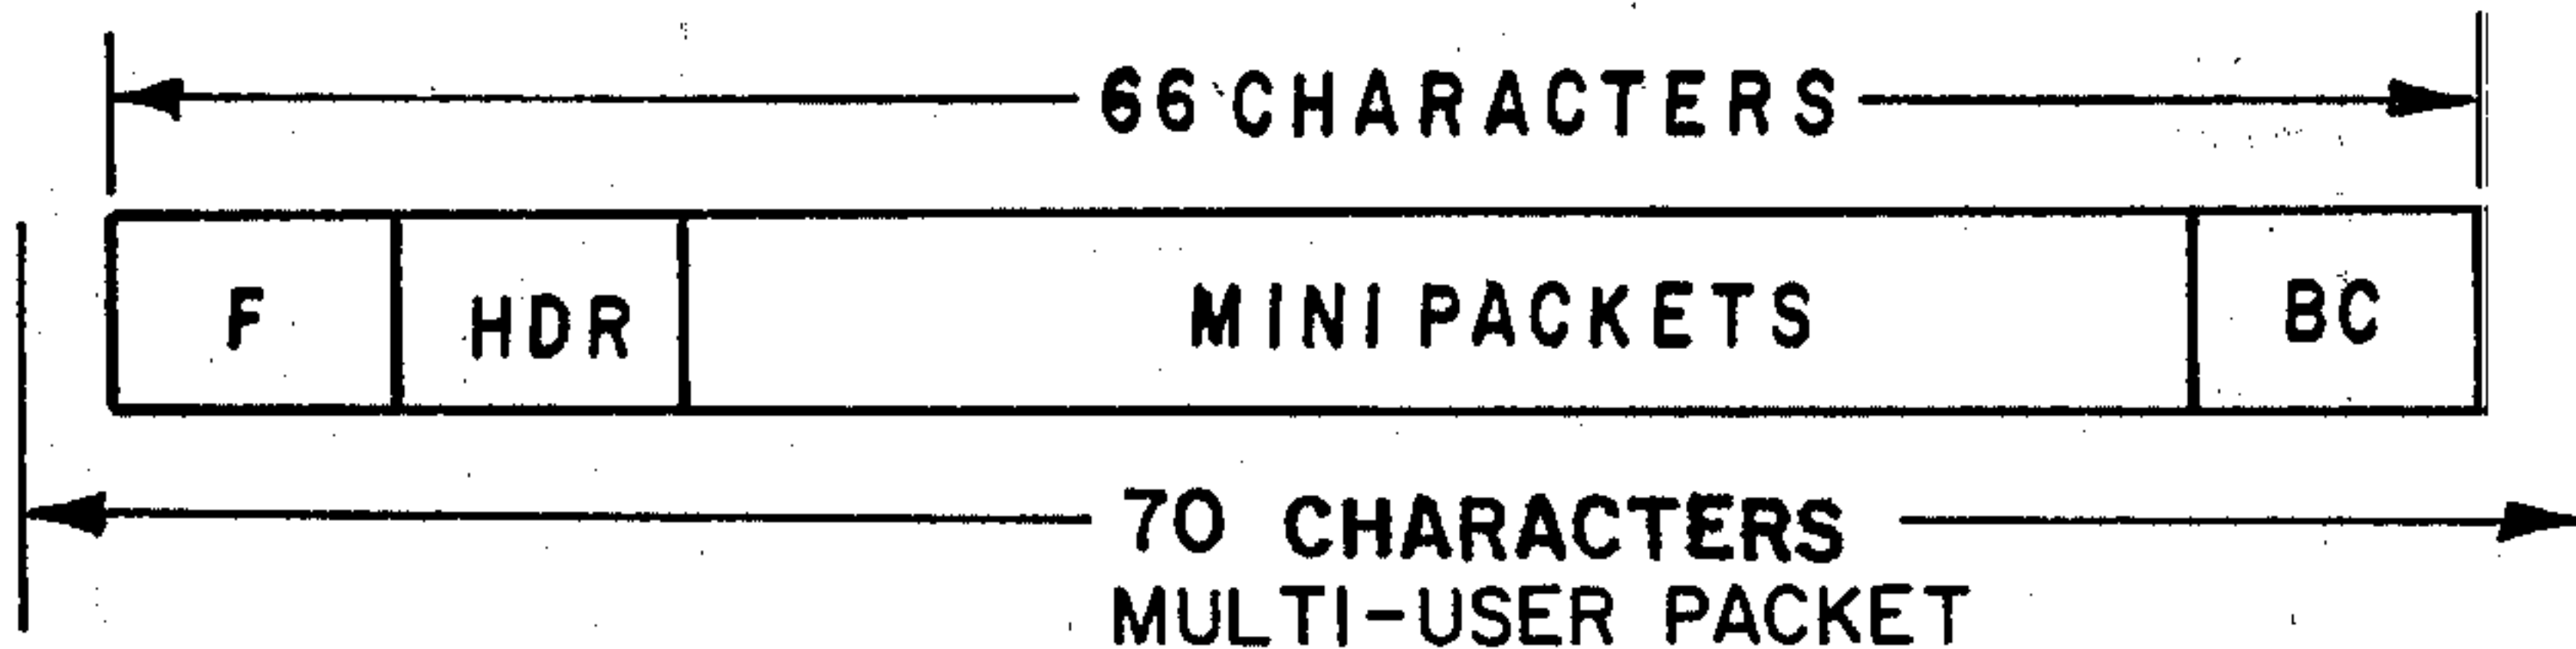 66 CHARACTERS
F HDR MINI PACKETS BC
70 CHARACTERS
MULTI-USER PACKET